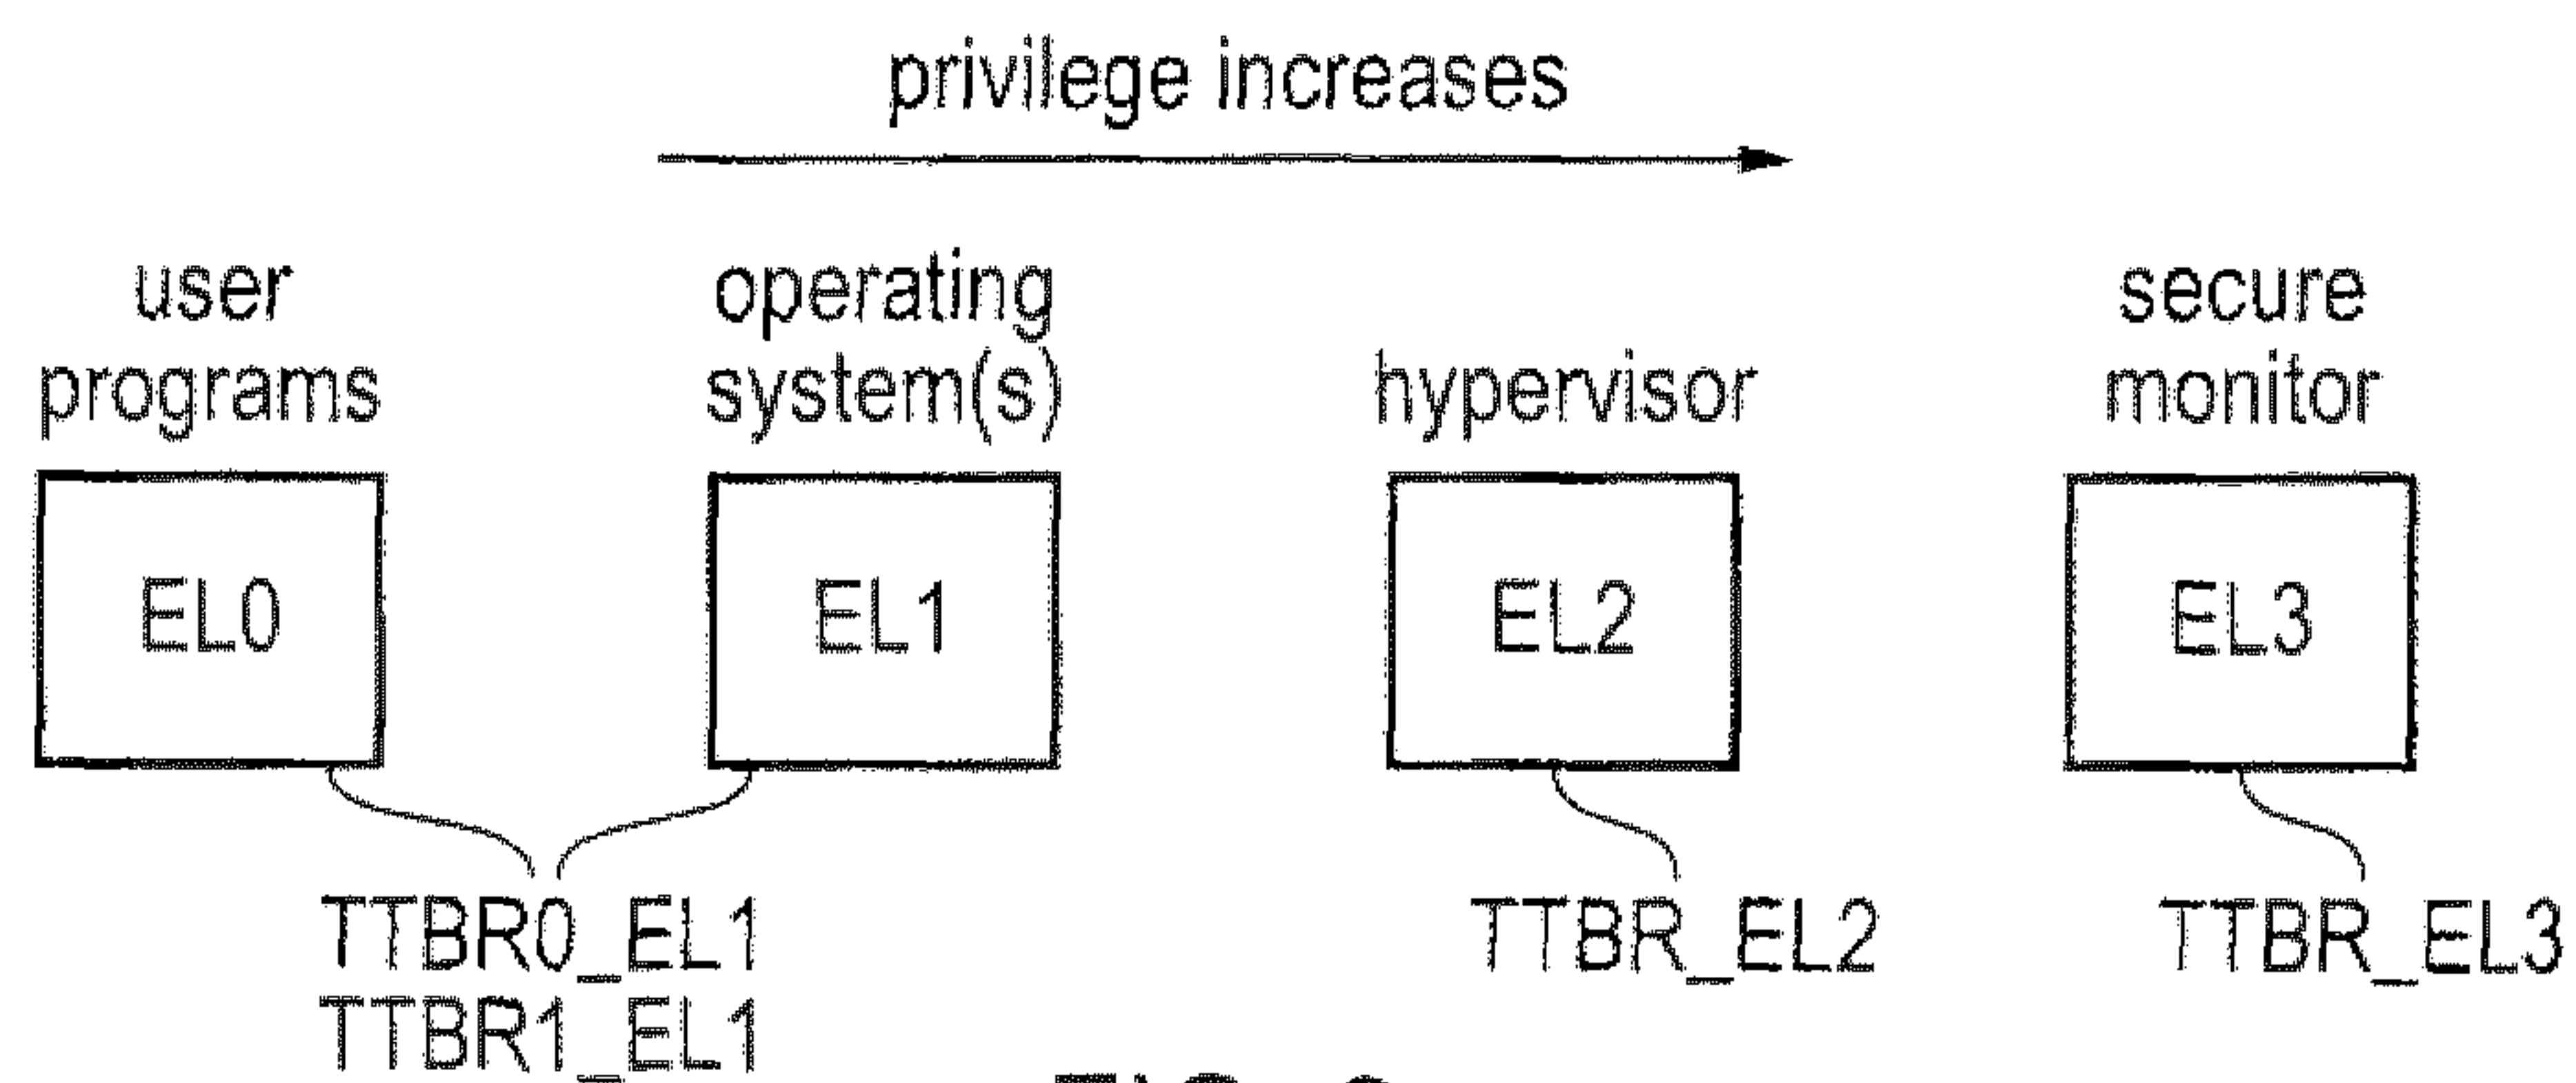 privilege increases
user
programs
operating
system(s)
hypervisor
secure
monitor
EL0
EL1
EL2
EL3
TTBR0_EL1
TTBR1_EL1
TTBR_EL2
TTBR_EL3